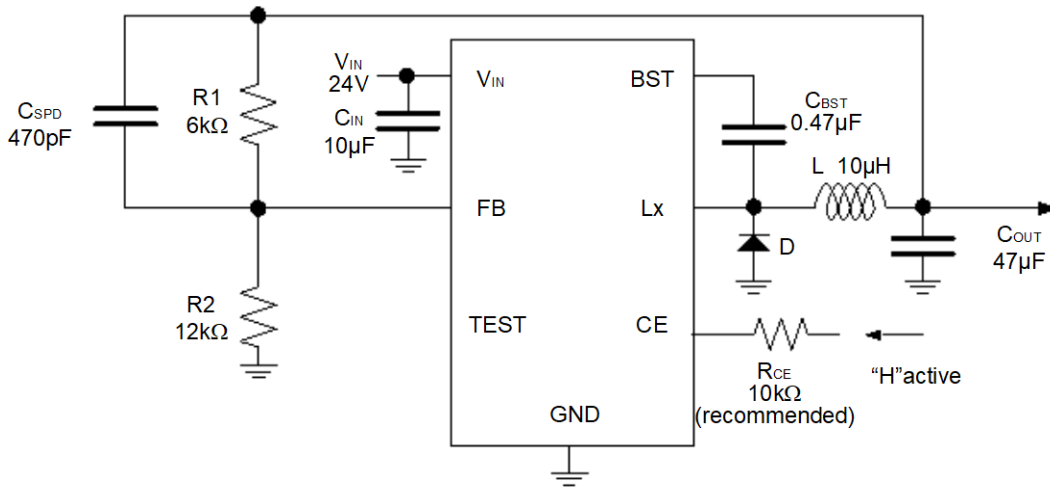 VIN
24V
VIN
BST
CSPD
470pF
R1
6kΩ
CIN
10µF
CBST
0.47µF
L 10µH
FB
Lx
D
COUT
47µF
R2
12kΩ
TEST
CE
RCE
10kΩ
(recommended)
“H”active
GND